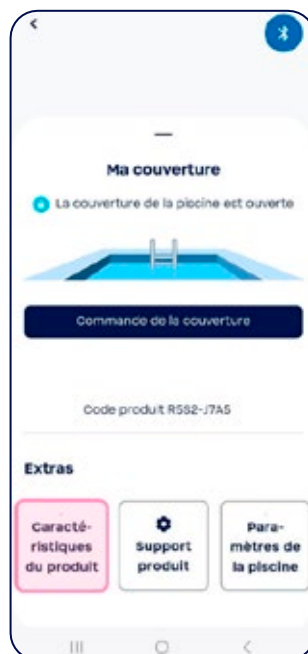 Ma couverture
La couverture de la piscine est ouverte
Commande de la couverture
Code produit R5S2-J7A5
Extras
Caracté-
ristiques
du produit
Support
produit
Para-
mètres de
la piscine